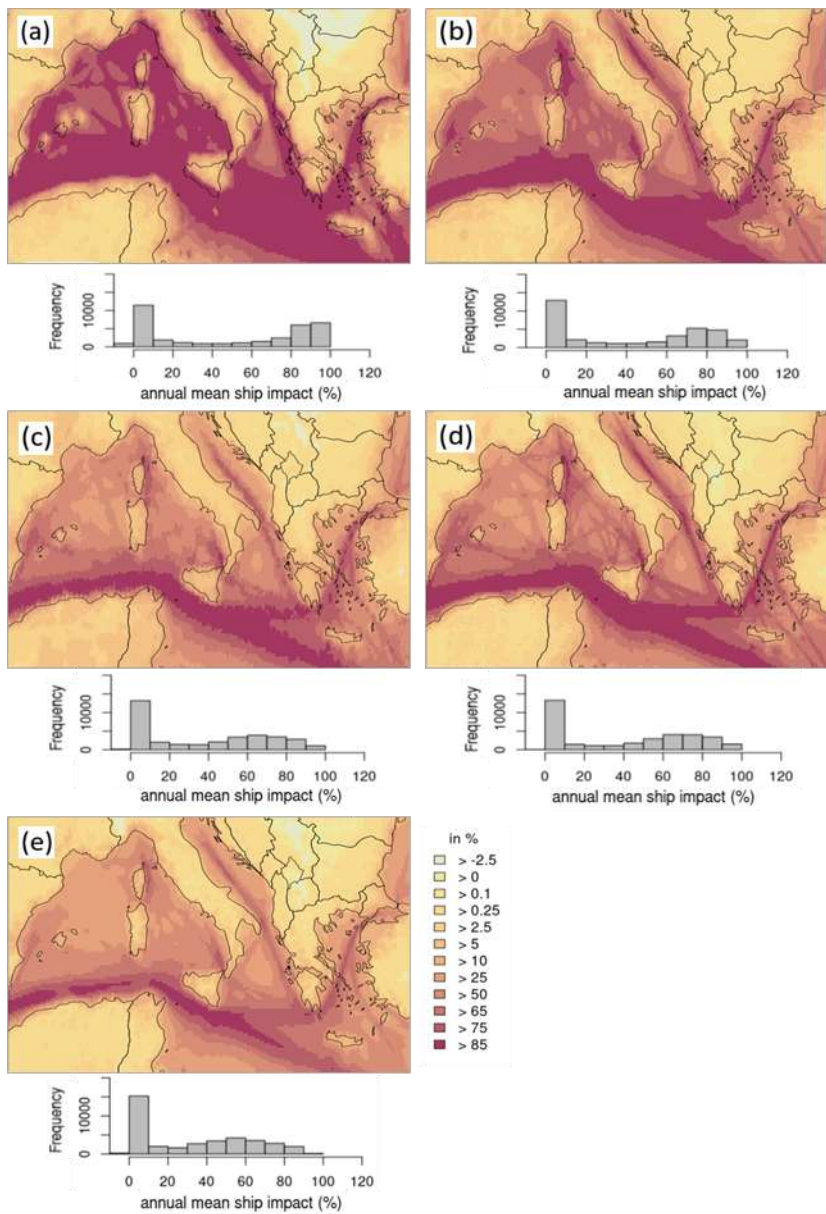 (a)
(b)
Frequency
0 10000
0 20 40 60 80 100 120
annual mean ship impact (%)
Frequency
0 10000
0 20 40 60 80 100 120
annual mean ship impact (%)
(c)
(d)
Frequency
0 10000
0 20 40 60 80 100 120
annual mean ship impact (%)
Frequency
0 10000
0 20 40 60 80 100 120
annual mean ship impact (%)
(e)
in %
> -2.5
> 0
> 0.1
> 0.25
> 2.5
> 5
> 10
> 25
> 50
> 65
> 75
> 85
Frequency
0 10000
0 20 40 60 80 100 120
annual mean ship impact (%)